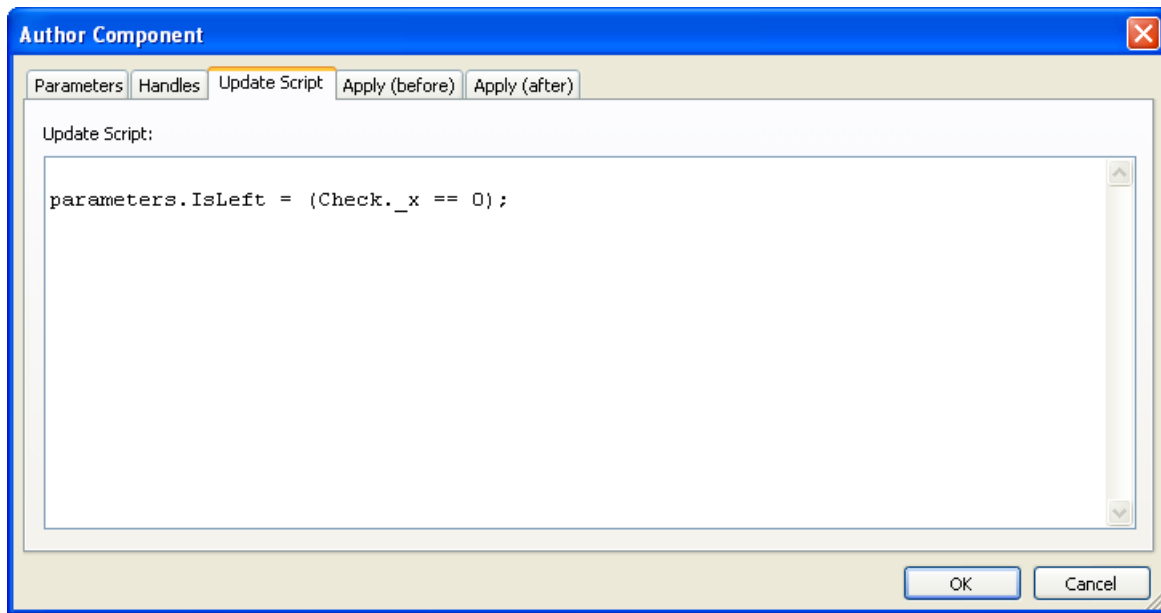 Author Component
Parameters Handles Update Script Apply (before) Apply (after)
Update Script:
parameters.IsLeft = (Check._x == 0);
OK Cancel